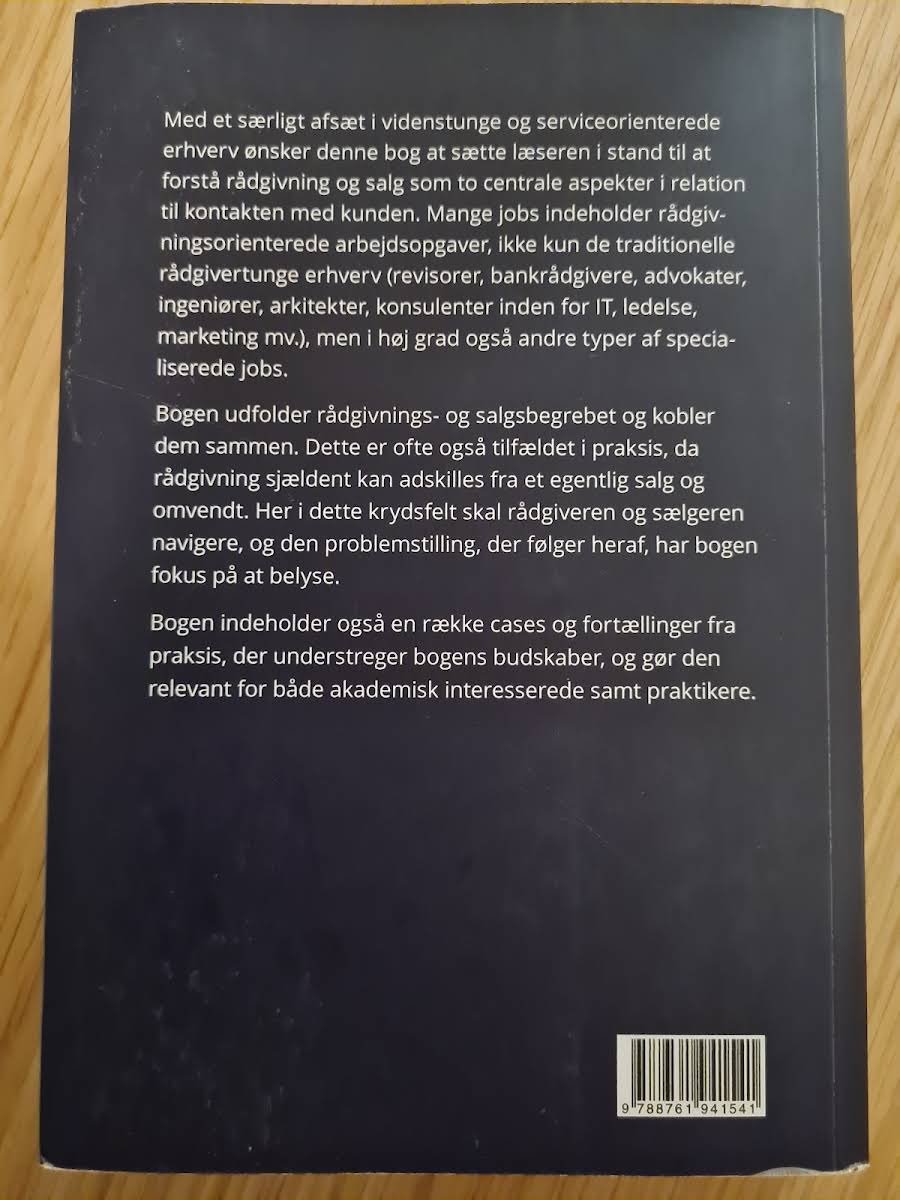 Med et særligt afsæt i videnstunge og serviceorienterede
erhverv ønsker denne bog at sætte læseren i stand til at
forstå rådgivning og salg som to centrale aspekter i relation
til kontakten med kunden. Mange jobs indeholder rådgiv-
ningsorienterede arbejdsopgaver, ikke kun de traditionelle
rådgivertunge erhverv (revisorer, bankrådgivere, advokater,
ingeniører, arkitekter, konsulenter inden for IT, ledelse,
marketing mv.), men i høj grad også andre typer af specia-
liserede jobs.
Bogen udfolder rådgivnings- og salgsbegrebet og kobler
dem sammen. Dette er ofte også tilfældet i praksis, da
rådgivning sjældent kan adskilles fra et egentlig salg og
omvendt. Her i dette krydsfelt skal rådgiveren og sælgeren
navigere, og den problemstilling, der følger heraf, har bogen
fokus på at belyse.
Bogen indeholder også en række cases og fortællinger fra
praksis, der understreger bogens budskaber, og gør den
relevant for både akademisk interesserede samt praktikere.
9 788761 941541